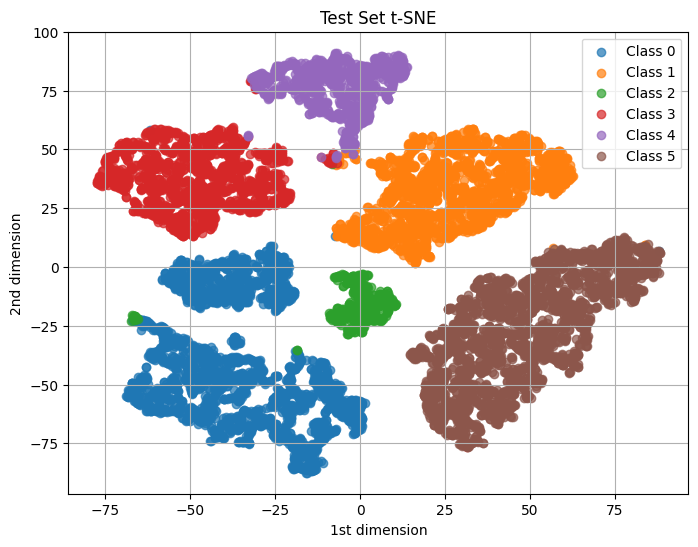 Test Set t-SNE
100
75
50
25
0
−25
−50
−75
2nd dimension
Class 0
Class 1
Class 2
Class 3
Class 4
Class 5
−75
−50
−25
0
25
50
75
1st dimension